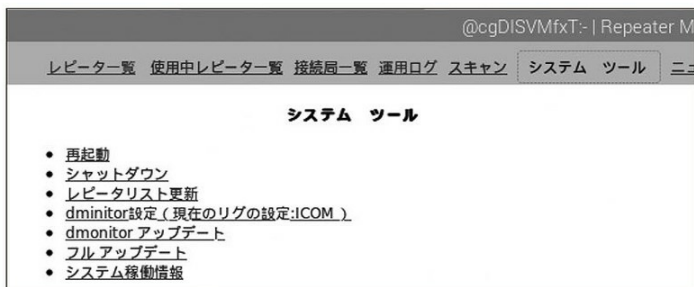 @cgDISVMfxT:- | Repeater M
レピータ一覧 使用中レピータ一覧 接続局一覧 運用ログ スキャン システム ツール ニュ
システム ツール
• 再起動
• シャットダウン
• レピータリスト更新
• dminitor設定 ( 現在のリグの設定:ICOM )
• dmonitor アップデート
• フル アップデート
• システム稼働情報